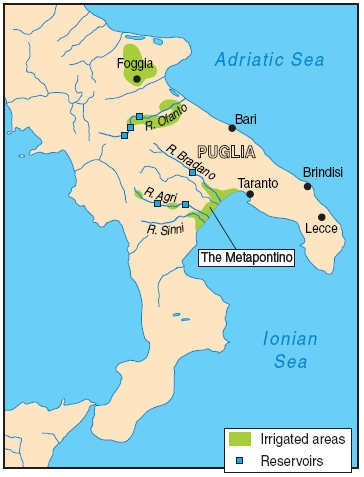 Foggia
Adriatic Sea
R. Ofanto
Bari
R. Bradano
PUGLIA
Brindisi
Taranto
R. Agri
Lecce
R. Sinni
The Metapontino
Ionian
Sea
Irrigated areas
Reservoirs